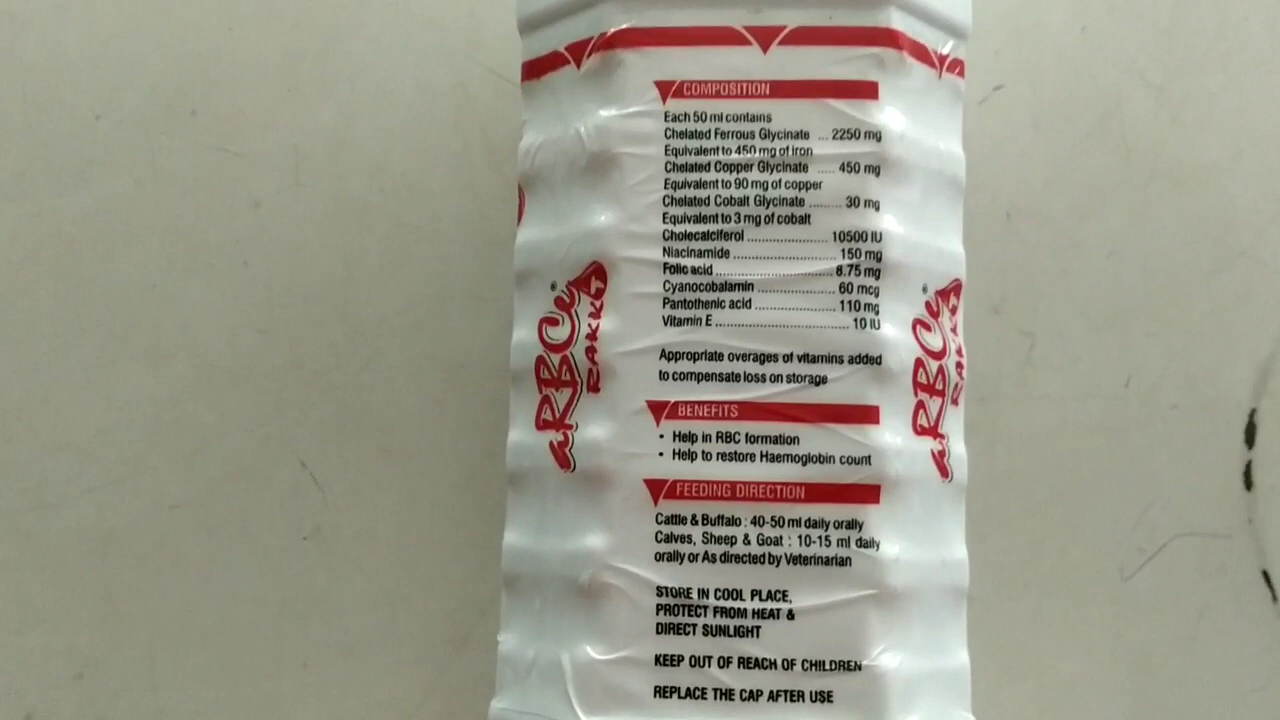 COMPOSITION
Each 50 ml contains
Chelated Ferrous Glycinate ... 2250 mg
Equivalent to 450 mg of iron
Chelated Copper Glycinate ..... 450 mg
Equivalent to 90 mg of copper
Chelated Cobalt Glycinate ......... 30 mg
Equivalent to 3 mg of cobalt
Cholecalciferol ...................... 10500 IU
Niacinamide ............................ 150 mg
Folic acid ................................ 8.75 mg
Cyanocobalamin ...................... 60 mcg
Pantothenic acid ...................... 110 mg
Vitamin E .................................... 10 IU
Appropriate overages of vitamins added
to compensate loss on storage
BENEFITS
• Help in RBC formation
• Help to restore Haemoglobin count
FEEDING DIRECTION
Cattle & Buffalo : 40-50 ml daily orally
Calves, Sheep & Goat : 10-15 ml daily
orally or As directed by Veterinarian
STORE IN COOL PLACE,
PROTECT FROM HEAT &
DIRECT SUNLIGHT
KEEP OUT OF REACH OF CHILDREN
REPLACE THE CAP AFTER USE
aRBCe®
RAKKT
aRBCe®
RAKKT